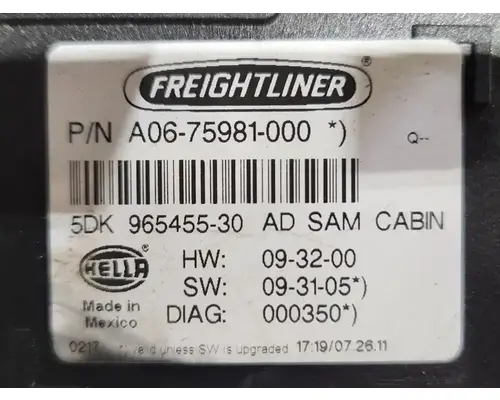 FREIGHTLINER ®
P/N A06-75981-000 *)
Q--
5DK 965455-30 AD SAM CABIN
HELLA
HW: 09-32-00
SW: 09-31-05*)
Made in
Mexico
DIAG: 000350*)
0217 valid unless SW is upgraded 17:19/07.26.11